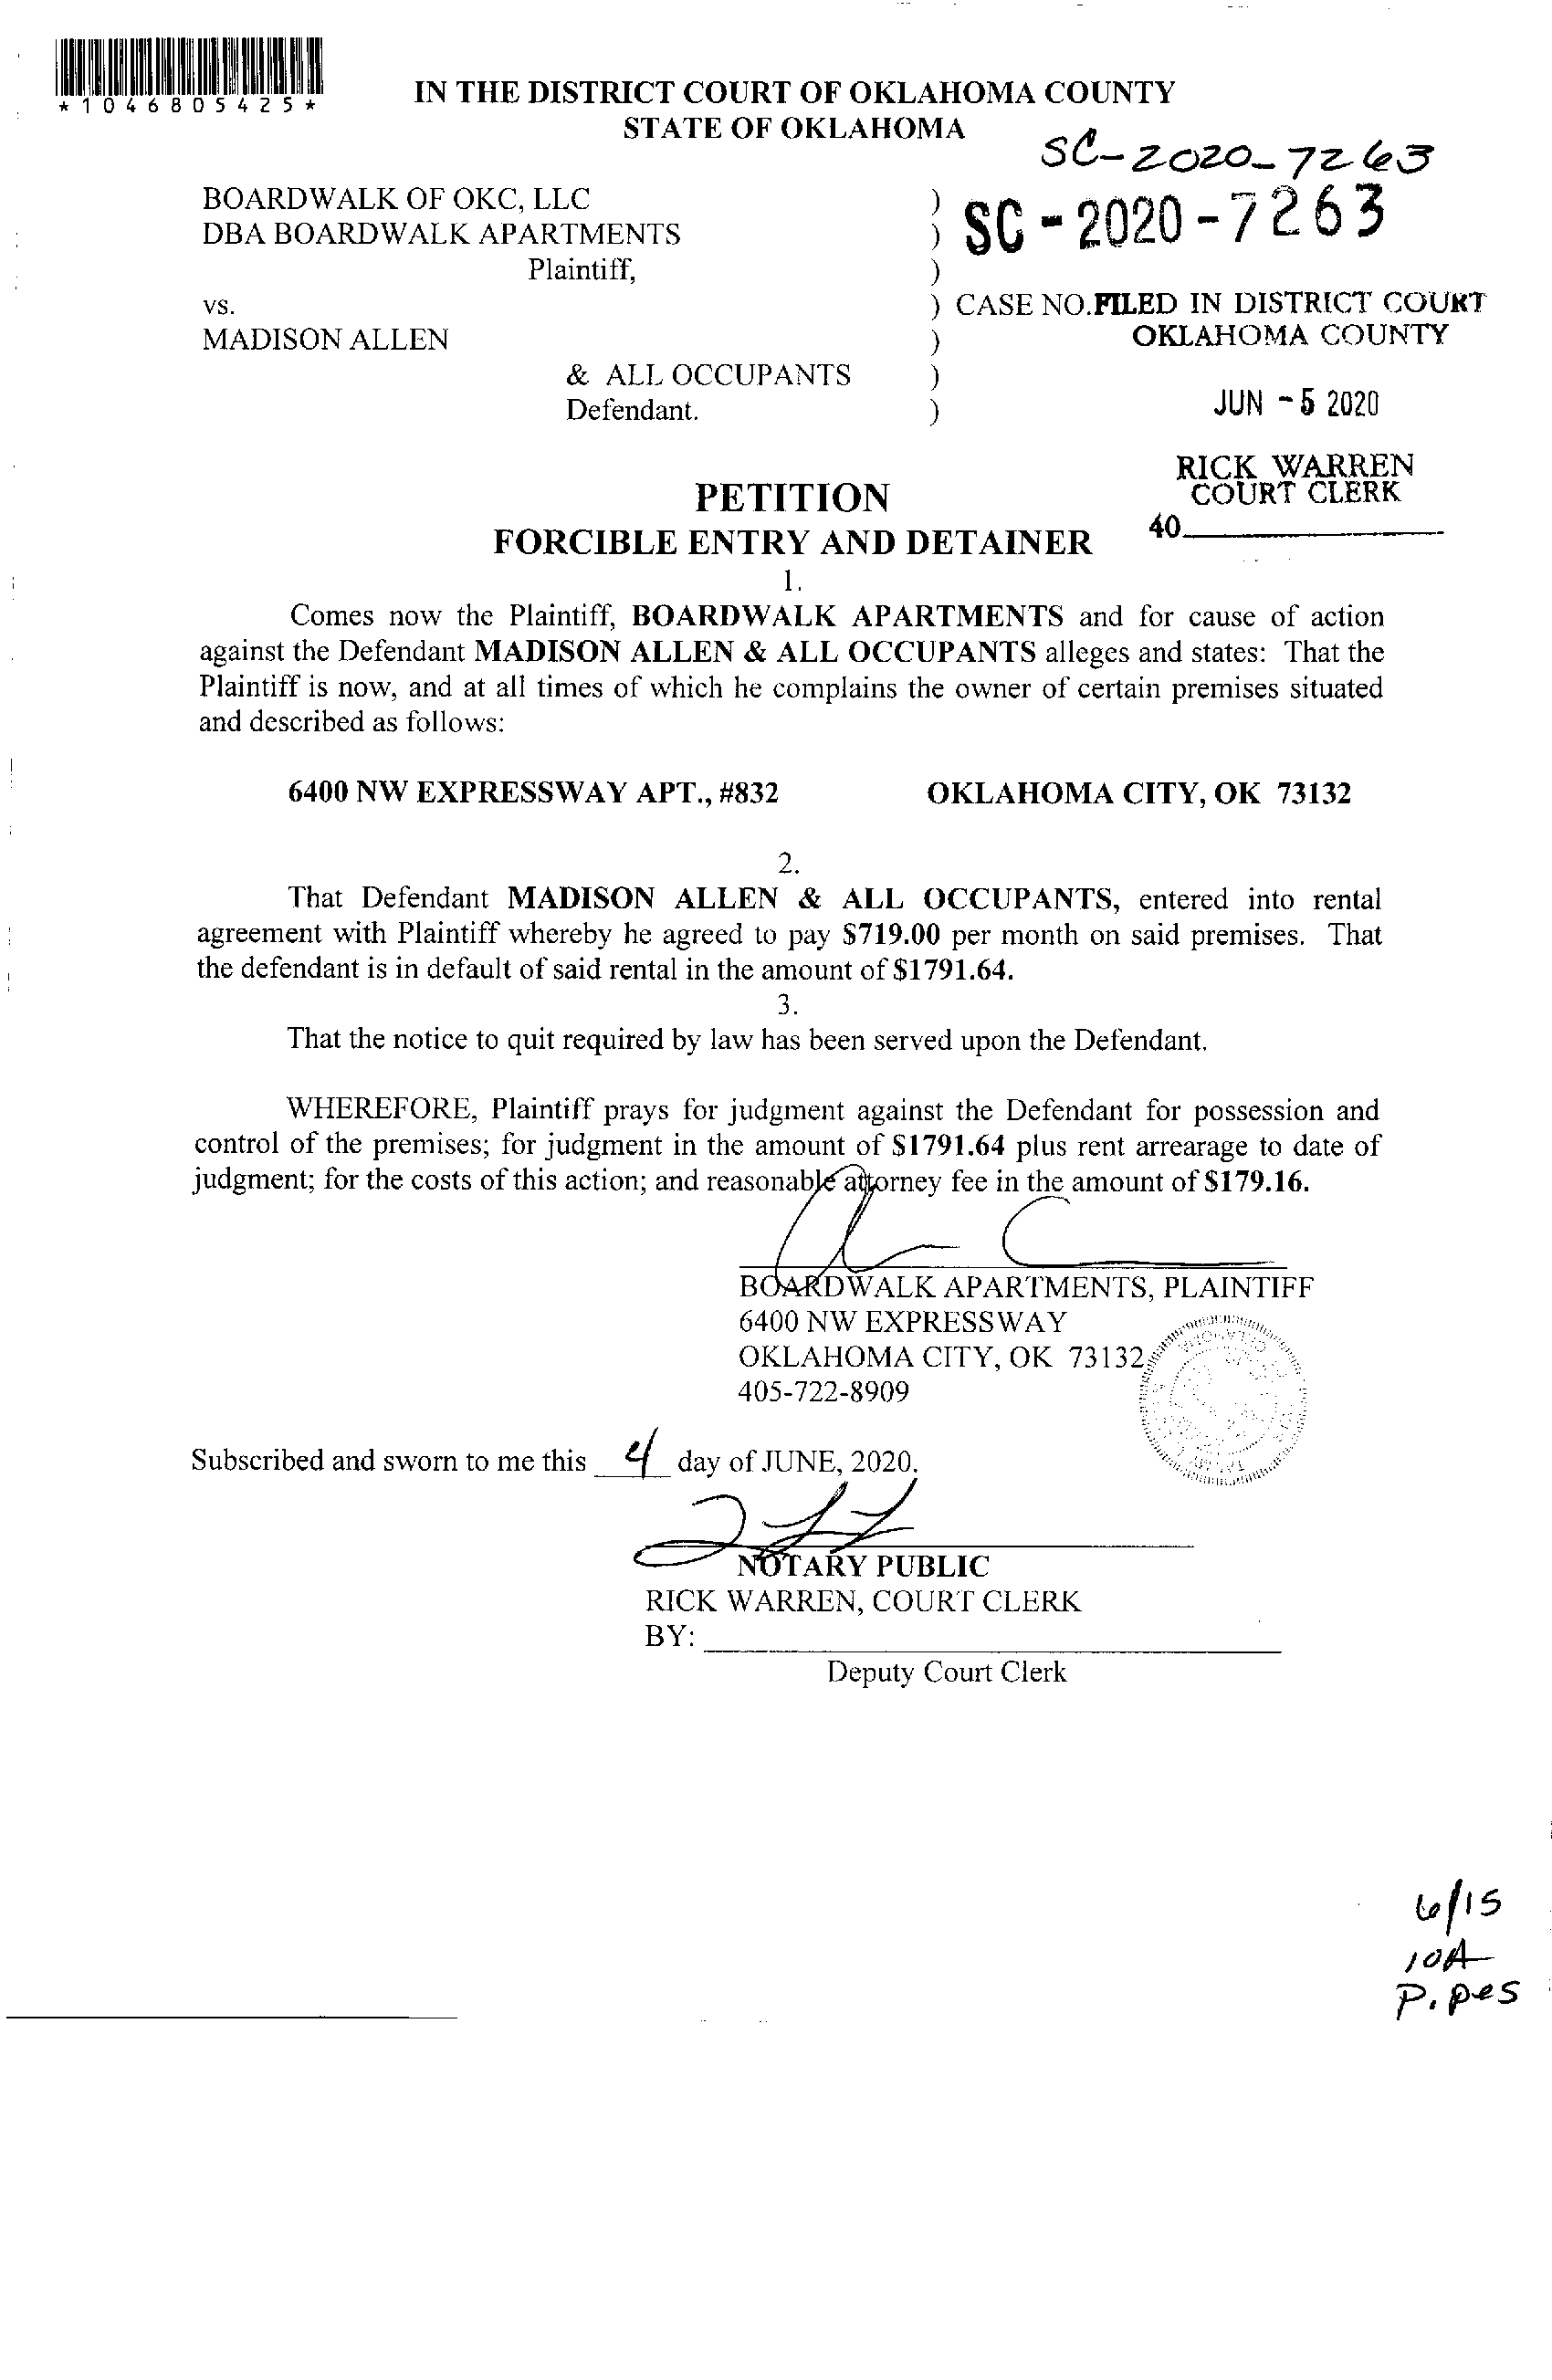 *1046805425*
IN THE DISTRICT COURT OF OKLAHOMA COUNTY
STATE OF OKLAHOMA
SC-2020-7263
BOARDWALK OF OKC, LLC )
DBA BOARDWALK APARTMENTS ) SC-2020-7263
Plaintiff, )
vs. ) CASE NO. FILED IN DISTRICT COURT
MADISON ALLEN ) OKLAHOMA COUNTY
& ALL OCCUPANTS )
Defendant. ) JUN -5 2020
RICK WARREN
COURT CLERK
40
PETITION
FORCIBLE ENTRY AND DETAINER
1.
Comes now the Plaintiff, BOARDWALK APARTMENTS and for cause of action
against the Defendant MADISON ALLEN & ALL OCCUPANTS alleges and states: That the
Plaintiff is now, and at all times of which he complains the owner of certain premises situated
and described as follows:
6400 NW EXPRESSWAY APT., #832 OKLAHOMA CITY, OK 73132
2.
That Defendant MADISON ALLEN & ALL OCCUPANTS, entered into rental
agreement with Plaintiff whereby he agreed to pay $719.00 per month on said premises. That
the defendant is in default of said rental in the amount of $1791.64.
3.
That the notice to quit required by law has been served upon the Defendant.
WHEREFORE, Plaintiff prays for judgment against the Defendant for possession and
control of the premises; for judgment in the amount of $1791.64 plus rent arrearage to date of
judgment; for the costs of this action; and reasonable attorney fee in the amount of $179.16.
BOARDWALK APARTMENTS, PLAINTIFF
6400 NW EXPRESSWAY
OKLAHOMA CITY, OK 73132
405-722-8909
Subscribed and sworn to me this 4 day of JUNE, 2020.
NOTARY PUBLIC
RICK WARREN, COURT CLERK
BY:
Deputy Court Clerk
6/15
10A
P. pes